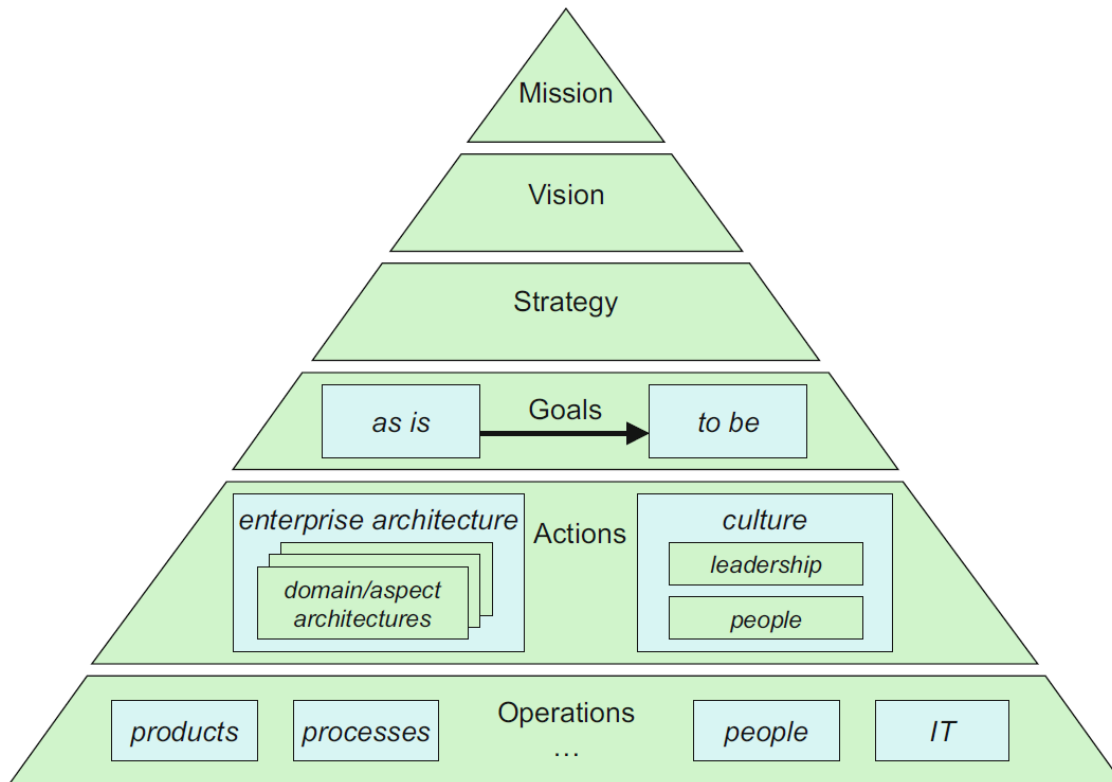 Mission
Vision
Strategy
as is
Goals
to be
enterprise architecture
domain/aspect
architectures
Actions
culture
leadership
people
products
processes
Operations
...
people
IT